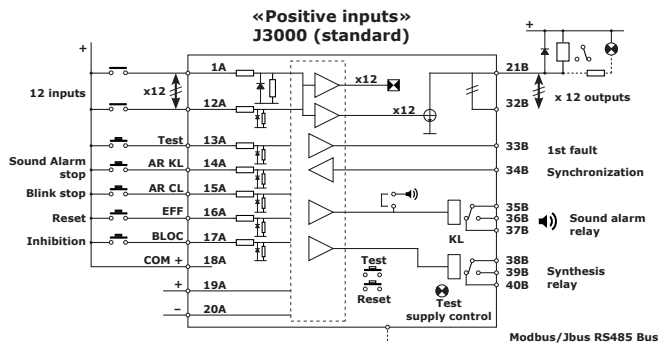 «Positive inputs»
J3000 (standard)
+
+
1A
21B
12 inputs
x12
x12
12A
x12
32B
x 12 outputs
Test
13A
33B
1st fault
Sound Alarm
stop
AR KL
14A
34B
Synchronization
Blink stop
AR CL
15A
35B
Reset
EFF
16A
36B
Sound alarm
relay
37B
KL
Inhibition
BLOC
17A
COM +
18A
38B
Test
39B
Synthesis
relay
40B
+
19A
Reset
Test
supply control
–
20A
Modbus/Jbus RS485 Bus